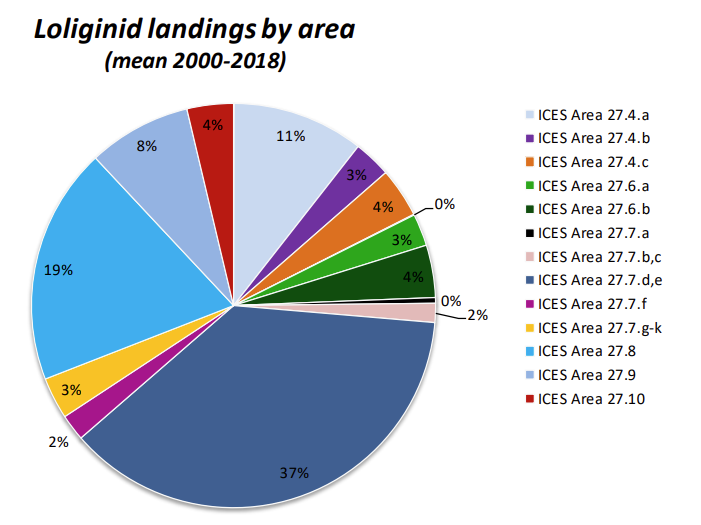 Loliginid landings by area
(mean 2000-2018)
4%
11%
8%
3%
4%
0%
3%
19%
4%
0%
2%
3%
2%
37%
ICES Area 27.4.a
ICES Area 27.4.b
ICES Area 27.4.c
ICES Area 27.6.a
ICES Area 27.6.b
ICES Area 27.7.a
ICES Area 27.7.b,c
ICES Area 27.7.d,e
ICES Area 27.7.f
ICES Area 27.7.g-k
ICES Area 27.8
ICES Area 27.9
ICES Area 27.10